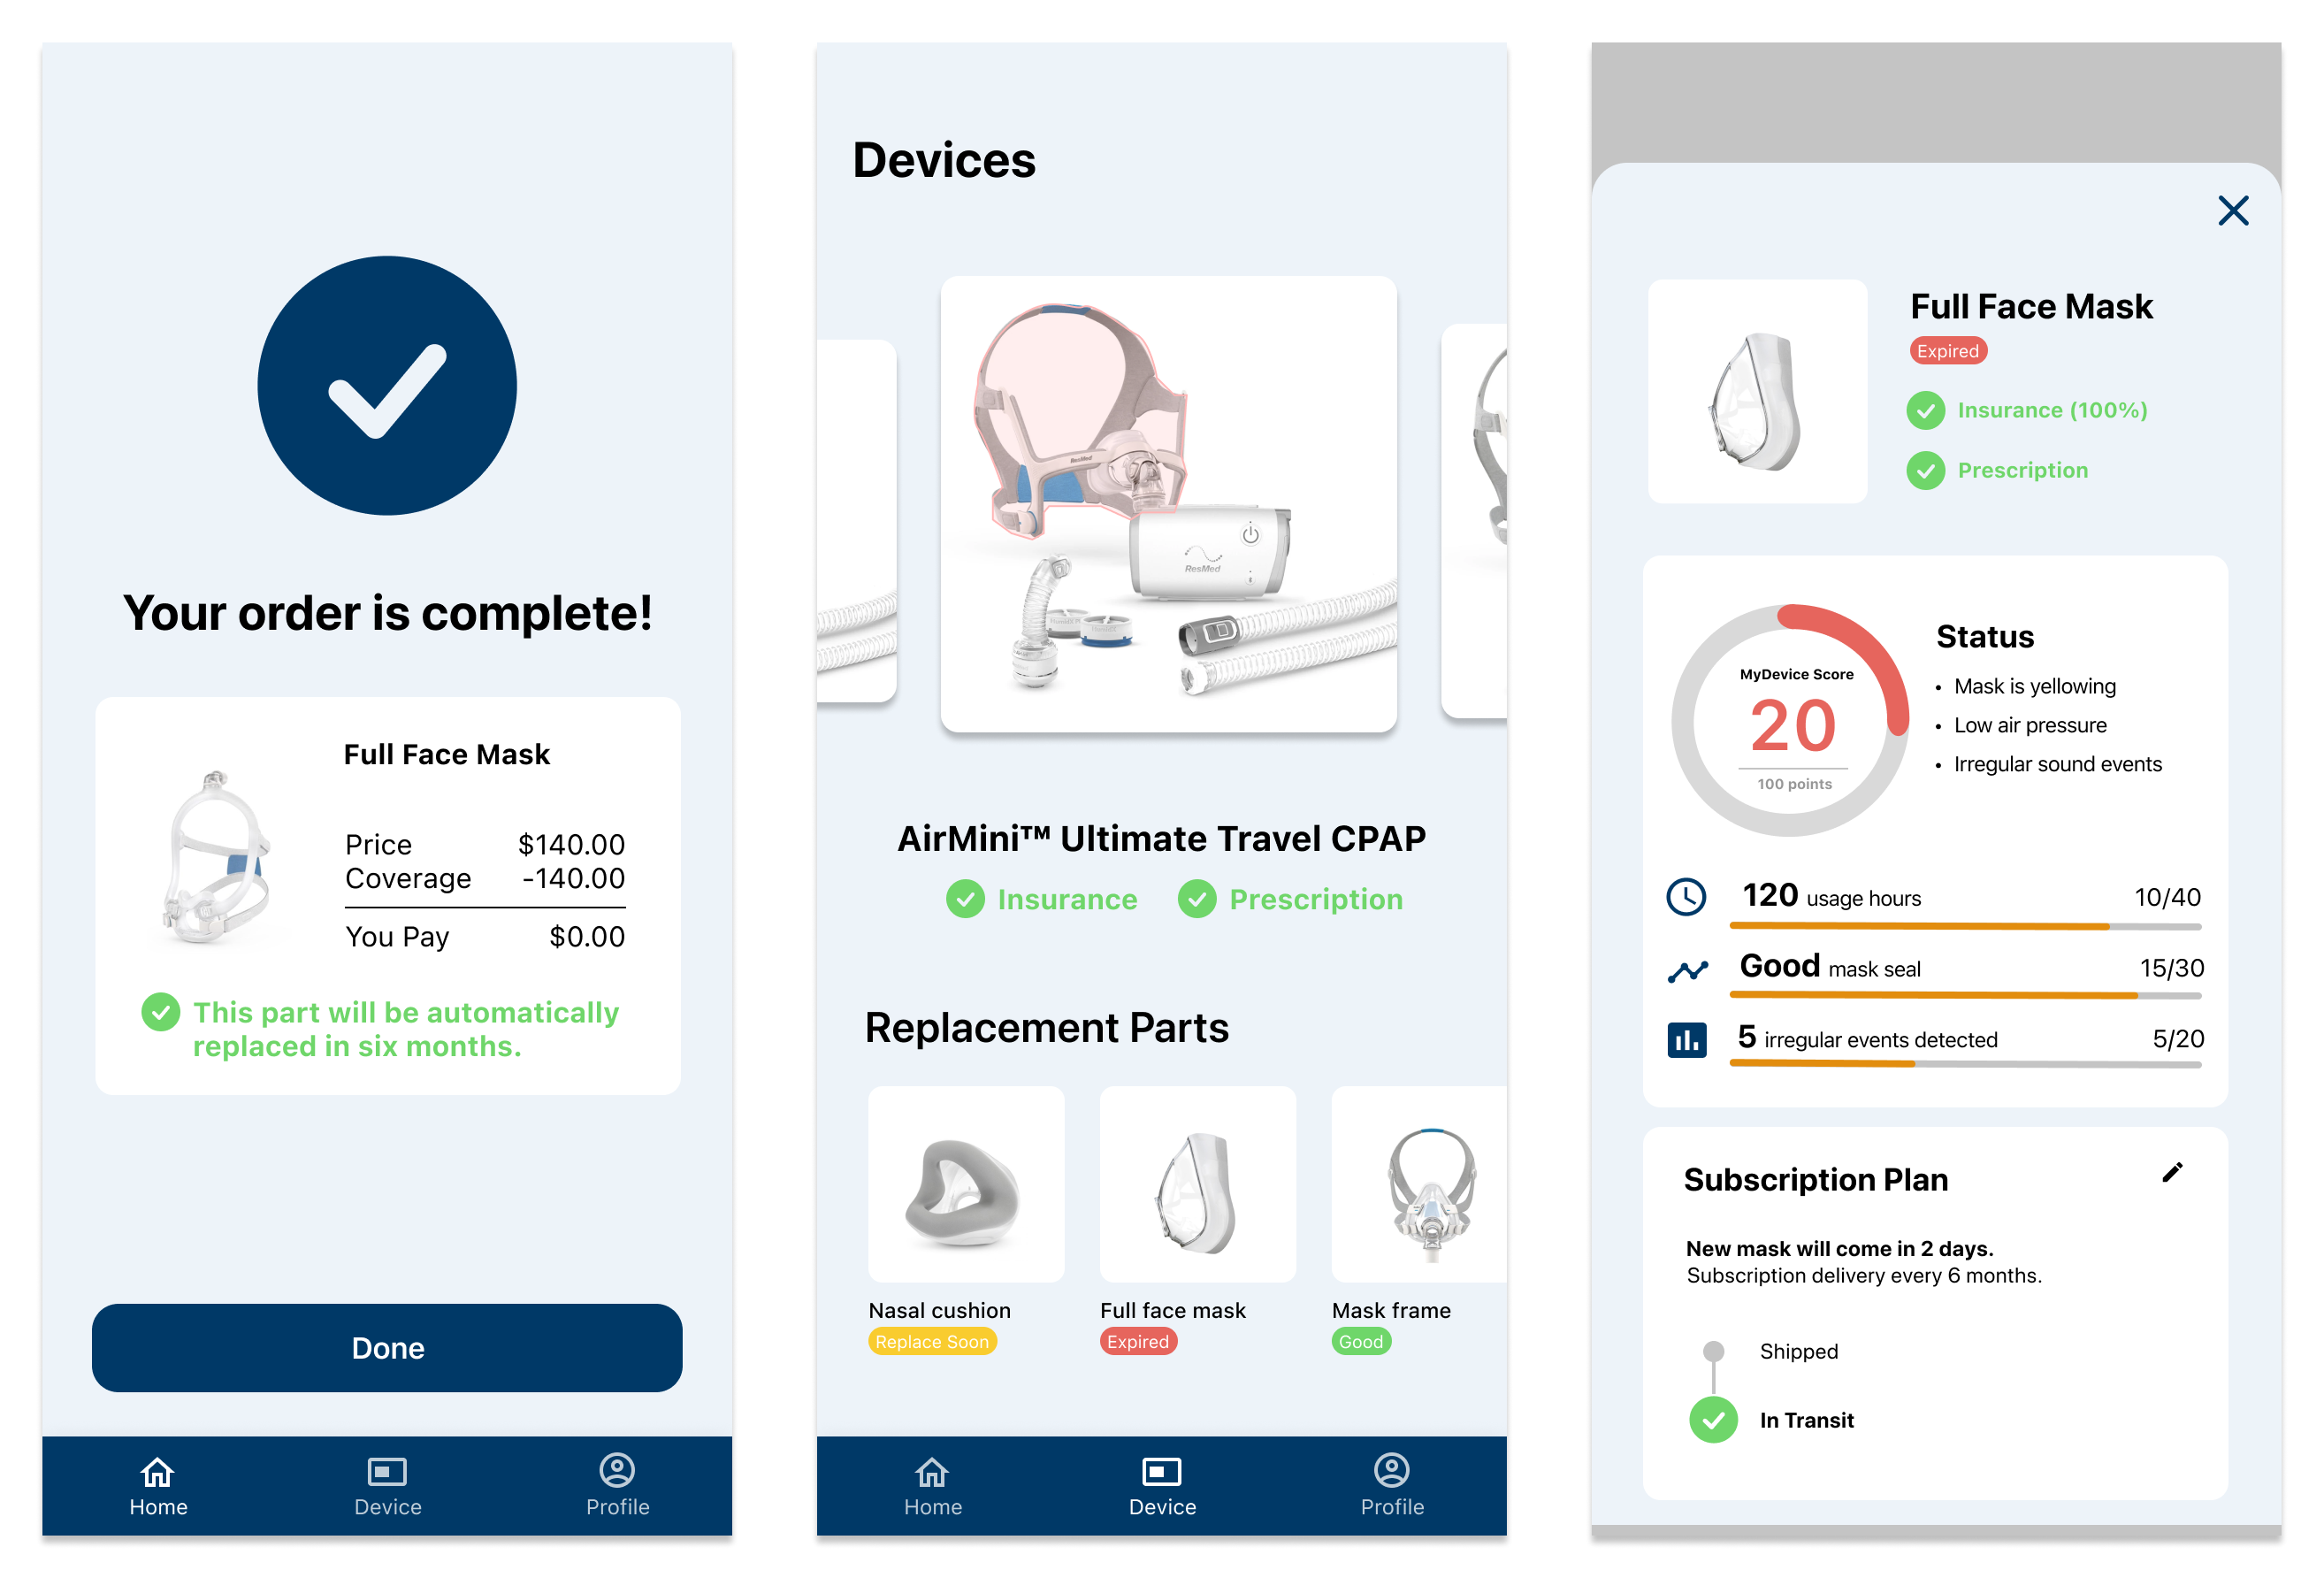 Your order is complete!
Full Face Mask
Price $140.00
Coverage -140.00
You Pay $0.00
This part will be automatically
replaced in six months.
Done
Home
Device
Profile
Devices
ResMed
ResMed
AirMini™ Ultimate Travel CPAP
Insurance
Prescription
Replacement Parts
Nasal cushion
Replace Soon
Full face mask
Expired
Mask frame
Good
Home
Device
Profile
Full Face Mask
Expired
Insurance (100%)
Prescription
MyDevice Score
20
100 points
Status
• Mask is yellowing
• Low air pressure
• Irregular sound events
120 usage hours 10/40
Good mask seal 15/30
5 irregular events detected 5/20
Subscription Plan
New mask will come in 2 days.
Subscription delivery every 6 months.
Shipped
In Transit